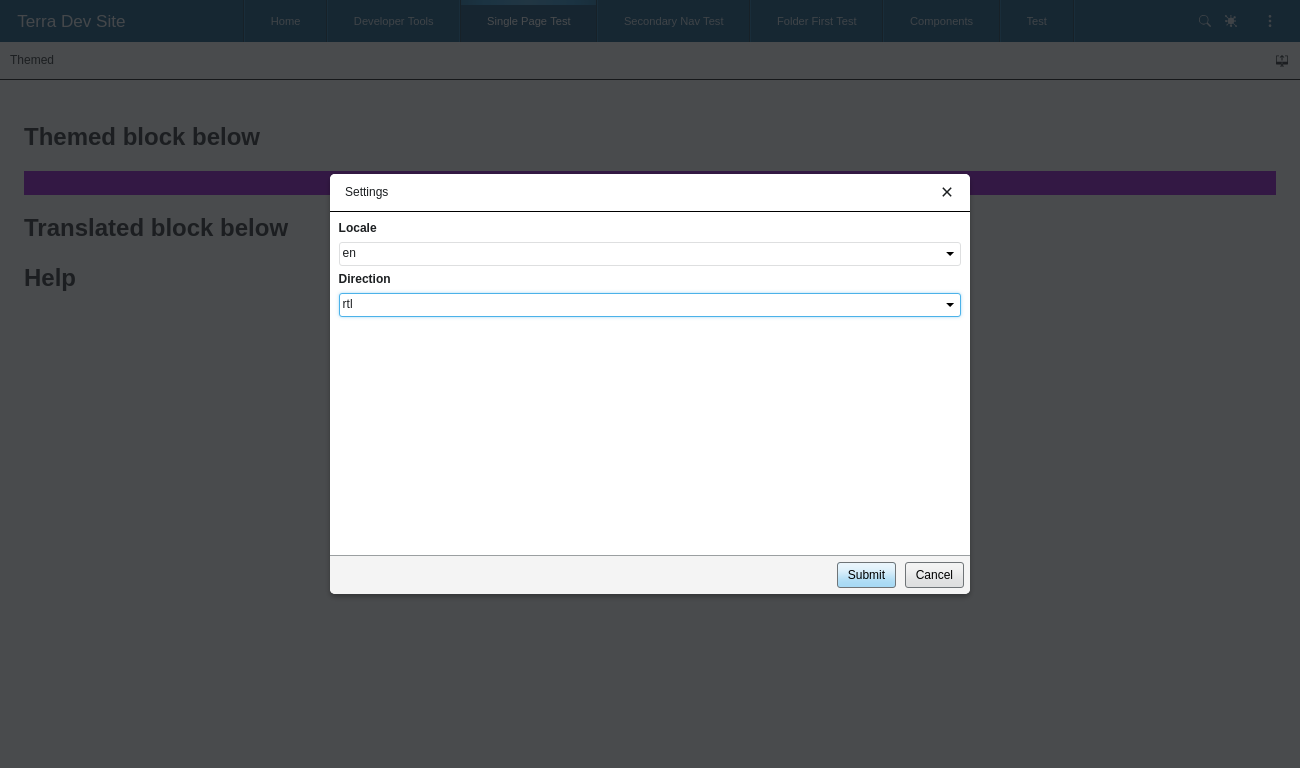 Terra Dev Site
Home
Developer Tools
Single Page Test
Secondary Nav Test
Folder First Test
Components
Test
Themed
Themed block below
Translated block below
Help
Settings
Locale
en
Direction
rtl
Submit
Cancel